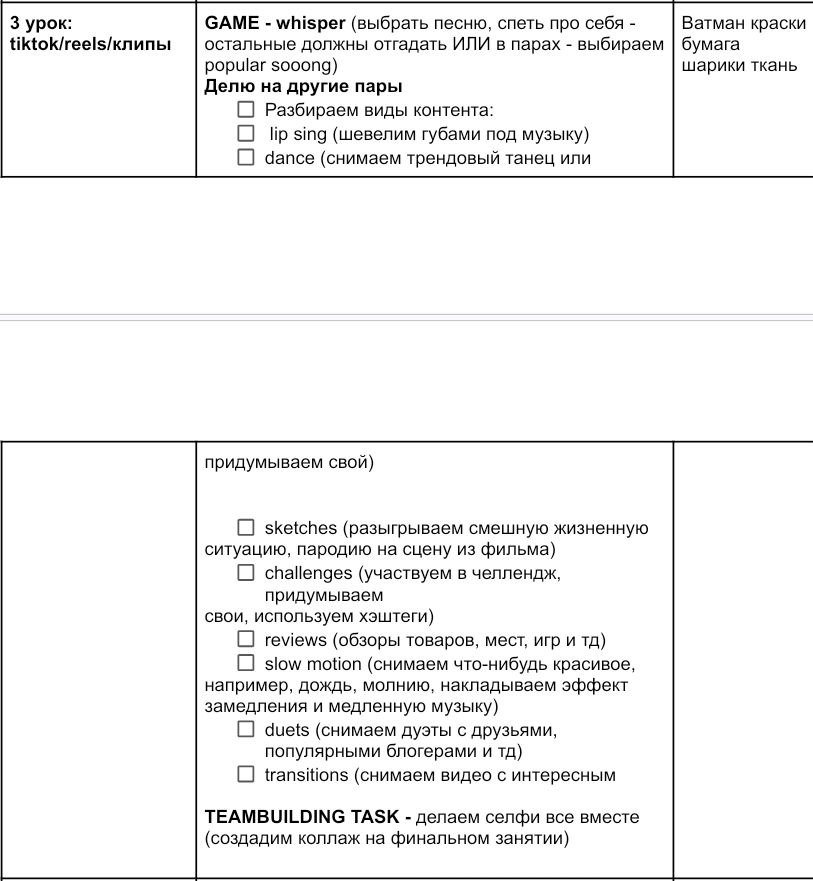 3 урок:
tiktok/reels/клипы
GAME - whisper (выбрать песню, спеть про себя -
остальные должны отгадать ИЛИ в парах - выбираем
popular sooong)
Делю на другие пары
Разбираем виды контента:
lip sing (шевелим губами под музыку)
dance (снимаем трендовый танец или
Ватман краски
бумага
шарики ткань
придумываем свой)
sketches (разыгрываем смешную жизненную
ситуацию, пародию на сцену из фильма)
challenges (участвуем в челлендж,
придумываем
свои, используем хэштеги)
reviews (обзоры товаров, мест, игр и тд)
slow motion (снимаем что-нибудь красивое,
например, дождь, молнию, накладываем эффект
замедления и медленную музыку)
duets (снимаем дуэты с друзьями,
популярными блогерами и тд)
transitions (снимаем видео с интересным
TEAMBUILDING TASK - делаем селфи все вместе
(создадим коллаж на финальном занятии)